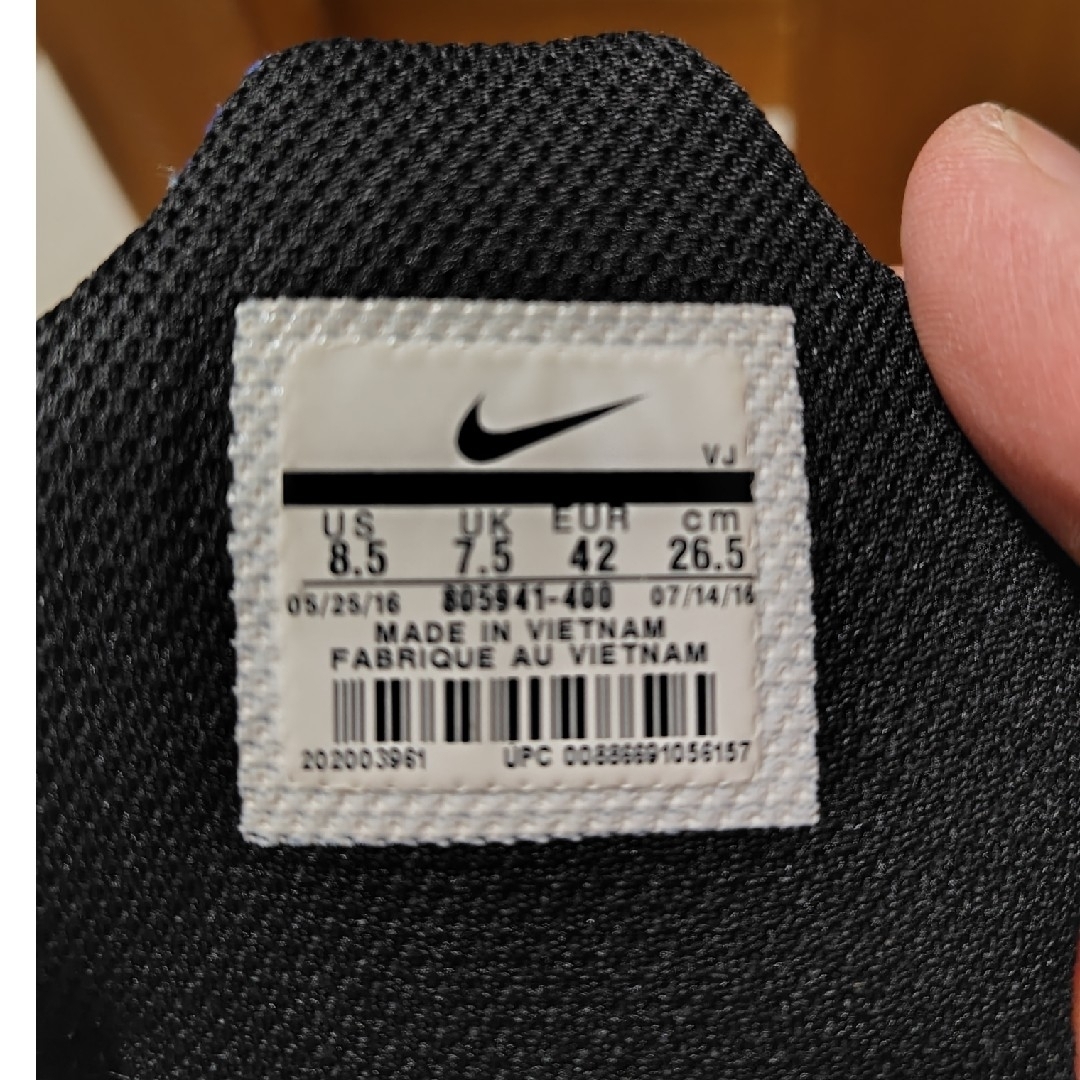 VJ
US UK EUR cm
8.5 7.5 42 26.5
05/25/16 805941-400 07/14/16
MADE IN VIETNAM
FABRIQUE AU VIETNAM
202003961 UPC 00886691056157